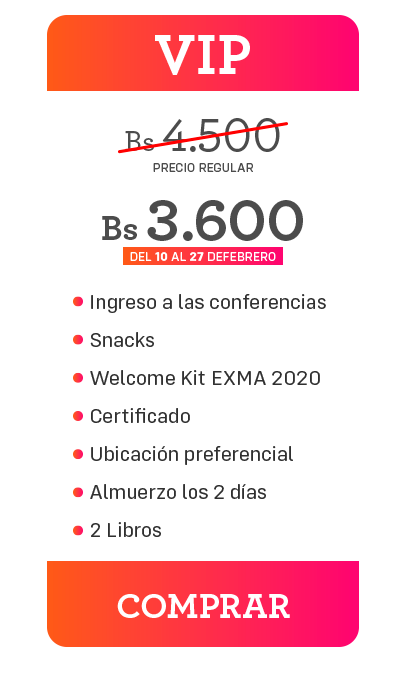 VIP
Bs 4.500
PRECIO REGULAR
Bs 3.600
DEL 10 AL 27 DEFEBRERO
Ingreso a las conferencias
Snacks
Welcome Kit EXMA 2020
Certificado
Ubicación preferencial
Almuerzo los 2 días
2 Libros
COMPRAR